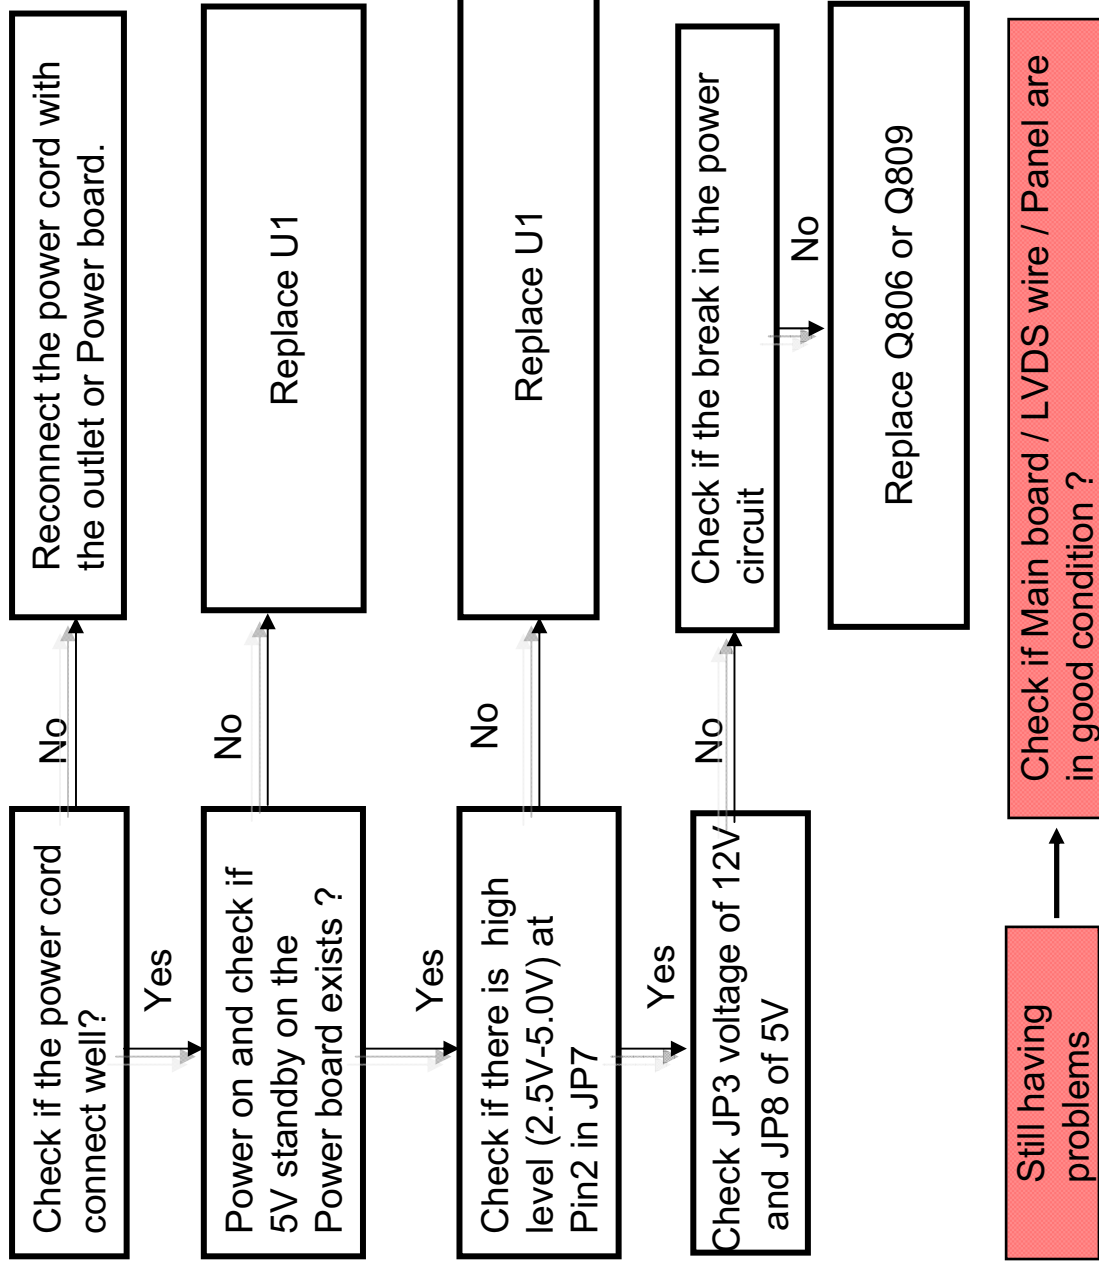 Check if the power cord
connect well?
No
Reconnect the power cord with
the outlet or Power board.
Yes
Power on and check if
5V standby on the
Power board exists ?
No
Replace U1
Yes
Check if there is high
level (2.5V-5.0V) at
Pin2 in JP7
No
Replace U1
Yes
Check JP3 voltage of 12V
and JP8 of 5V
No
Check if the break in the power
circuit
No
Replace Q806 or Q809
Still having
problems
Check if Main board / LVDS wire / Panel are
in good condition ?